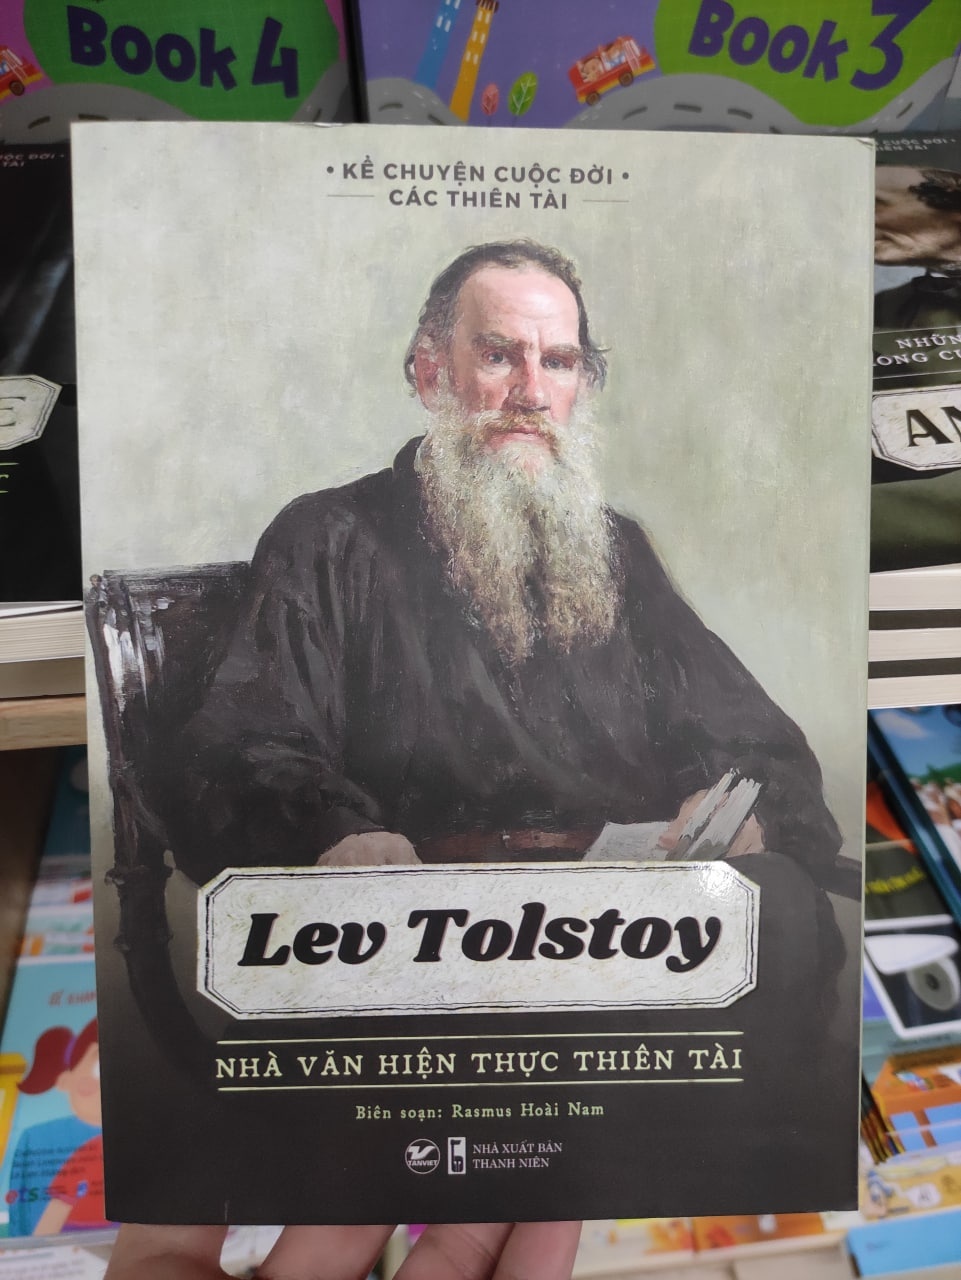 Book 4
Book 3
• KỂ CHUYỆN CUỘC ĐỜI •
CÁC THIÊN TÀI
Lev Tolstoy
NHÀ VĂN HIỆN THỰC THIÊN TÀI
Biên soạn: Rasmus Hoài Nam
TANVIET
NHÀ XUẤT BẢN
THANH NIÊN
ets